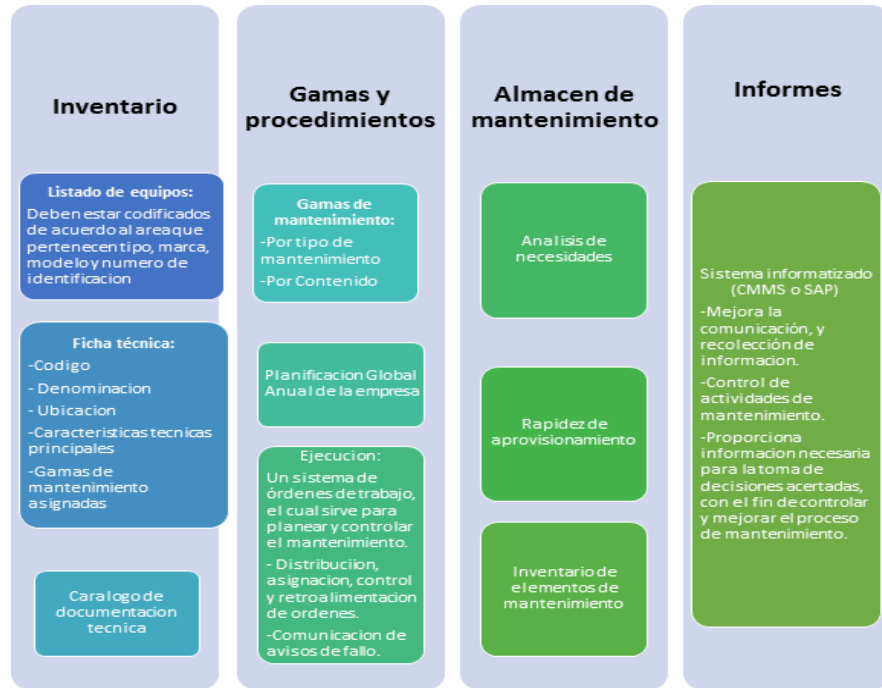 Inventario
Listado de equipos:
Deben estar codificados
de acuerdo al areaque
pertenecen tipo, marca,
modelo y numero de
identificacion
Ficha técnica:
-Codigo
- Denominacion
- Ubicacion
-Caracteristicas tecnicas
principales
-Gamas de
mantenimiento
asignadas
Caralogo de
documentacion
tecnica
Gamas y
procedimientos
Gamas de
mantenimiento:
-Por tipo de
mantenimiento
-Por Contenido
Planificacion Global
Anual de la empresa
Ejecucion:
Un sistema de
órdenes de trabajo,
el cual sirve para
planear y controlar
el mantenimiento.
- Distribuciion,
asignacion, control
y retroalimentacion
de ordenes.
-Comunicacion de
avisos de fallo.
Almacen de
mantenimiento
Analisis de
necesidades
Rapidez de
aprovisionamiento
Inventario de
elementos de
mantenimiento
Informes
Sistema informatizado
(CMMS o SAP)
-Mejora la
comunicación, y
recolección de
informacion.
-Control de
actividades de
mantenimiento.
-Proporciona
informacion necesaria
para la toma de
decisiones acertadas,
con el fin de controlar
y mejorar el proceso
de mantenimiento.